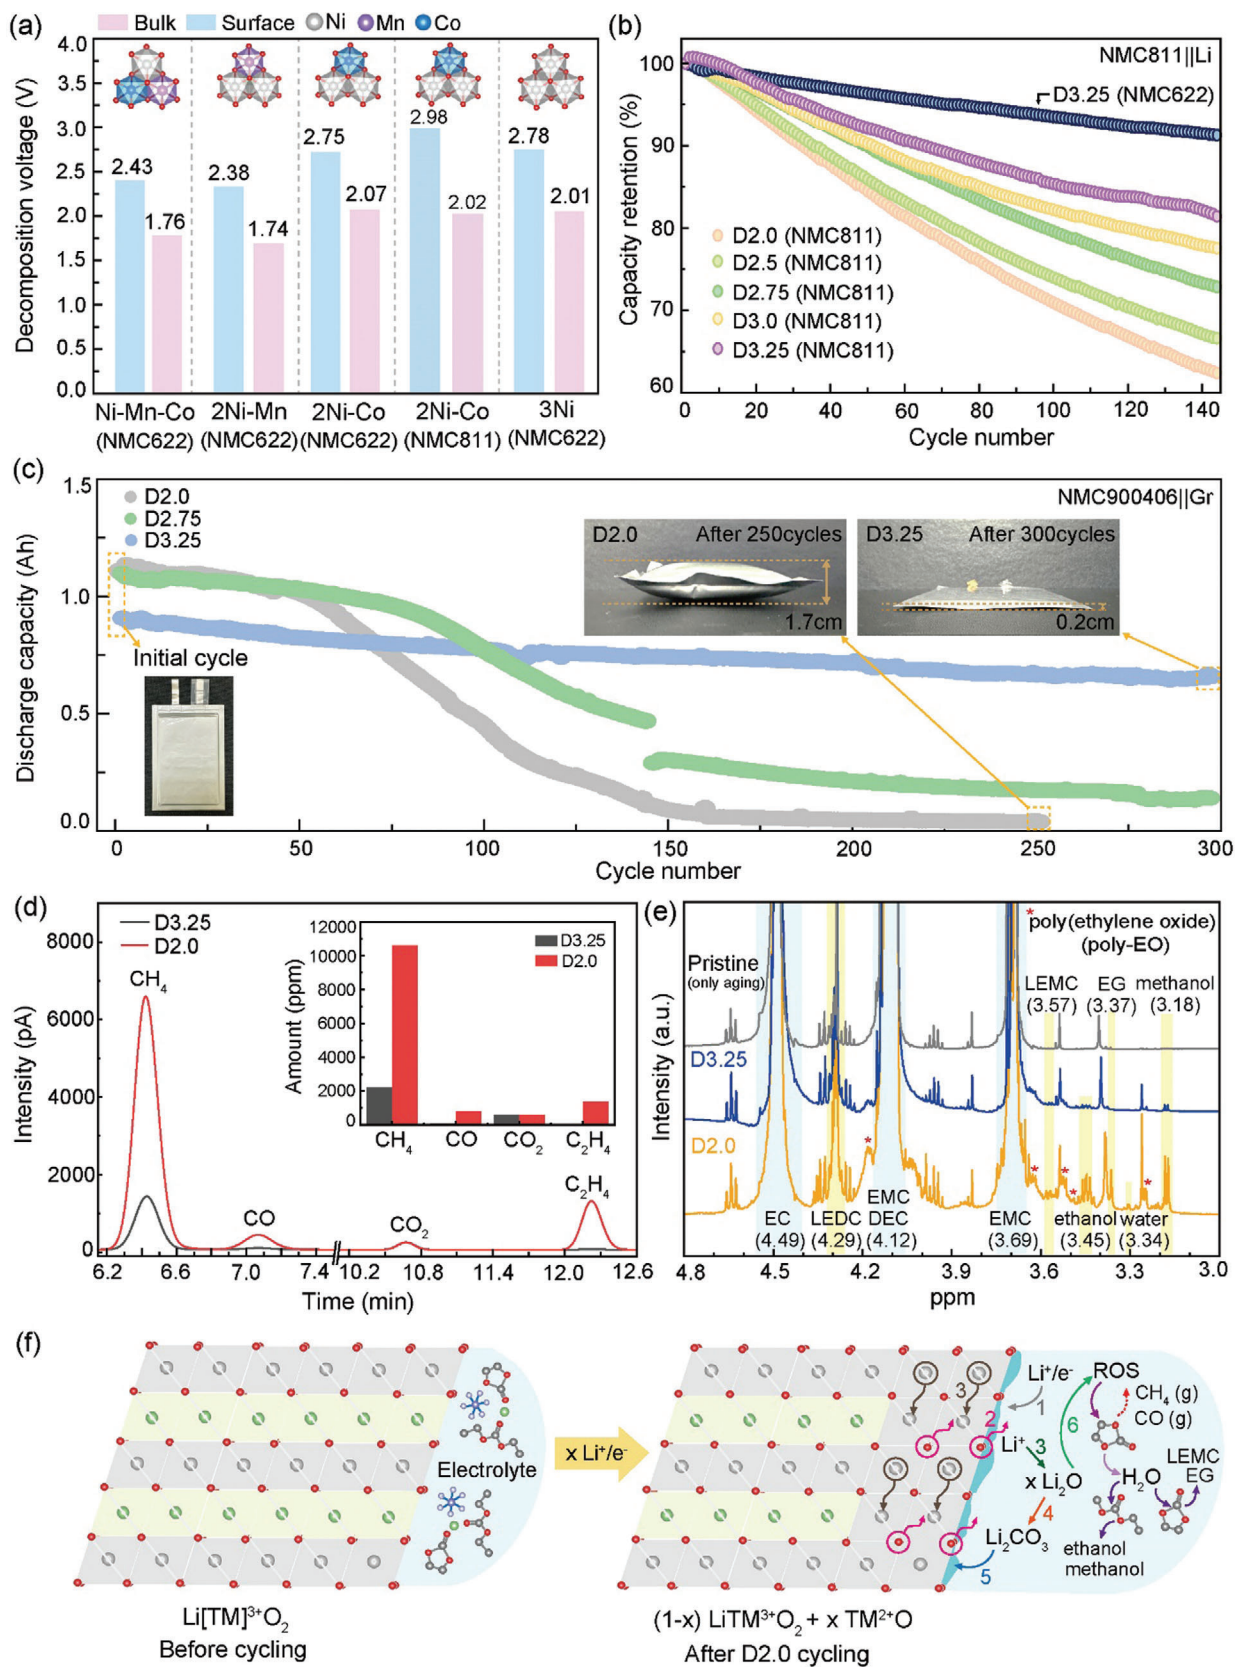 (a)
Bulk Surface Ni Mn Co
Decomposition voltage (V)
4.0
3.5
3.0
2.5
2.0
1.5
1.0
0.5
0.0
2.43 1.76 2.38 1.74 2.75 2.07 2.98 2.02 2.78 2.01
Ni-Mn-Co 2Ni-Mn 2Ni-Co 2Ni-Co 3Ni
(NMC622) (NMC622) (NMC622) (NMC811) (NMC622)
(b)
NMC811||Li
Capacity retention (%)
100
90
80
70
60
D3.25 (NMC622)
D2.0 (NMC811)
D2.5 (NMC811)
D2.75 (NMC811)
D3.0 (NMC811)
D3.25 (NMC811)
0 20 40 60 80 100 120 140
Cycle number
(c)
Discharge capacity (Ah)
1.5
1.0
0.5
0.0
D2.0
D2.75
D3.25
NMC900406||Gr
Initial cycle
D2.0 After 250cycles
1.7cm
D3.25 After 300cycles
0.2cm
0 50 100 150 200 250 300
Cycle number
(d)
D3.25
D2.0
Intensity (pA)
8000
6000
4000
2000
0
CH₄
CO
CO₂
C₂H₄
Amount (ppm)
12000
10000
8000
6000
4000
2000
0
D3.25
D2.0
CH₄ CO CO₂ C₂H₄
6.2 6.6 7.0 7.4 10.2 10.8 11.4 12.0 12.6
Time (min)
(e)
Intensity (a.u.)
*poly(ethylene oxide)
(poly-EO)
Pristine
(only aging)
LEMC EG methanol
(3.57) (3.37) (3.18)
D3.25
D2.0
* * * * *
EC LEDC EMC DEC EMC ethanol water
(4.49) (4.29) (4.12) (3.69) (3.45) (3.34)
4.8 4.5 4.2 3.9 3.6 3.3 3.0
ppm
(f)
Electrolyte
x Li⁺/e⁻
Li[TM]³⁺O₂
Before cycling
Li⁺/e⁻
1
2
3
Li⁺
3
x Li₂O
4
Li₂CO₃
5
6
ROS
CH₄ (g)
CO (g)
H₂O
LEMC
EG
ethanol
methanol
(1-x) LiTM³⁺O₂ + x TM²⁺O
After D2.0 cycling